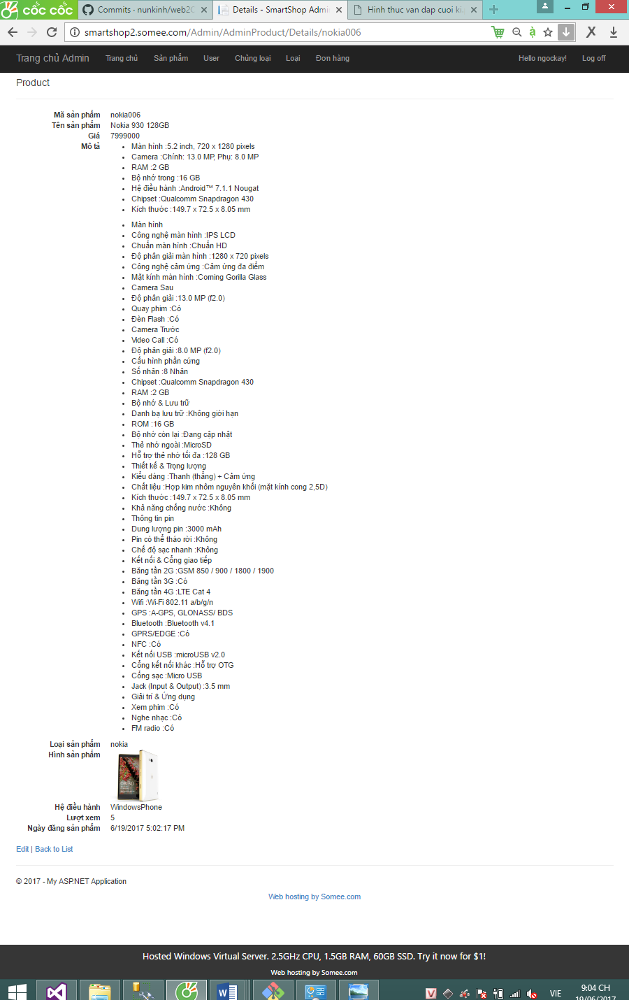 cốc cốc
Commits · nunkinh/web2C
Details - SmartShop Admi
Hinh thuc van dap cuoi ki.
smartshop2.somee.com/Admin/AdminProduct/Details/nokia006
Trang chủ Admin Trang chủ Sản phẩm User Chủng loại Loại Đơn hàng Hello ngockay! Log off
Product
Mã sản phẩm nokia006
Tên sản phẩm Nokia 930 128GB
Giá 7999000
Mô tả
• Màn hình :5.2 inch, 720 x 1280 pixels
• Camera :Chính: 13.0 MP, Phụ: 8.0 MP
• RAM :2 GB
• Bộ nhớ trong :16 GB
• Hệ điều hành :Android™ 7.1.1 Nougat
• Chipset :Qualcomm Snapdragon 430
• Kích thước :149.7 x 72.5 x 8.05 mm
• Màn hình
• Công nghệ màn hình :IPS LCD
• Chuẩn màn hình :Chuẩn HD
• Độ phân giải màn hình :1280 x 720 pixels
• Công nghệ cảm ứng :Cảm ứng đa điểm
• Mặt kính màn hình :Corning Gorilla Glass
• Camera Sau
• Độ phân giải :13.0 MP (f2.0)
• Quay phim :Có
• Đèn Flash :Có
• Camera Trước
• Video Call :Có
• Độ phân giải :8.0 MP (f2.0)
• Cấu hình phần cứng
• Số nhân :8 Nhân
• Chipset :Qualcomm Snapdragon 430
• RAM :2 GB
• Bộ nhớ & Lưu trữ
• Danh bạ lưu trữ :Không giới hạn
• ROM :16 GB
• Bộ nhớ còn lại :Đang cập nhật
• Thẻ nhớ ngoài :MicroSD
• Hỗ trợ thẻ nhớ tối đa :128 GB
• Thiết kế & Trọng lượng
• Kiểu dáng :Thanh (thẳng) + Cảm ứng
• Chất liệu :Hợp kim nhôm nguyên khối (mặt kính cong 2,5D)
• Kích thước :149.7 x 72.5 x 8.05 mm
• Khả năng chống nước :Không
• Thông tin pin
• Dung lượng pin :3000 mAh
• Pin có thể tháo rời :Không
• Chế độ sạc nhanh :Không
• Kết nối & Cổng giao tiếp
• Băng tần 2G :GSM 850 / 900 / 1800 / 1900
• Băng tần 3G :Có
• Băng tần 4G :LTE Cat 4
• Wifi :Wi-Fi 802.11 a/b/g/n
• GPS :A-GPS, GLONASS/ BDS
• Bluetooth :Bluetooth v4.1
• GPRS/EDGE :Có
• NFC :Có
• Kết nối USB :microUSB v2.0
• Cổng kết nối khác :Hỗ trợ OTG
• Cổng sạc :Micro USB
• Jack (Input & Output) :3.5 mm
• Giải trí & Ứng dụng
• Xem phim :Có
• Nghe nhạc :Có
• FM radio :Có
Loại sản phẩm nokia
Hình sản phẩm
Hệ điều hành WindowsPhone
Lượt xem 5
Ngày đăng sản phẩm 6/19/2017 5:02:17 PM
Edit | Back to List
© 2017 - My ASP.NET Application
Web hosting by Somee.com
Hosted Windows Virtual Server. 2.5GHz CPU, 1.5GB RAM, 60GB SSD. Try it now for $1!
Web hosting by Somee.com
VIE
9:04 CH
19/06/2017